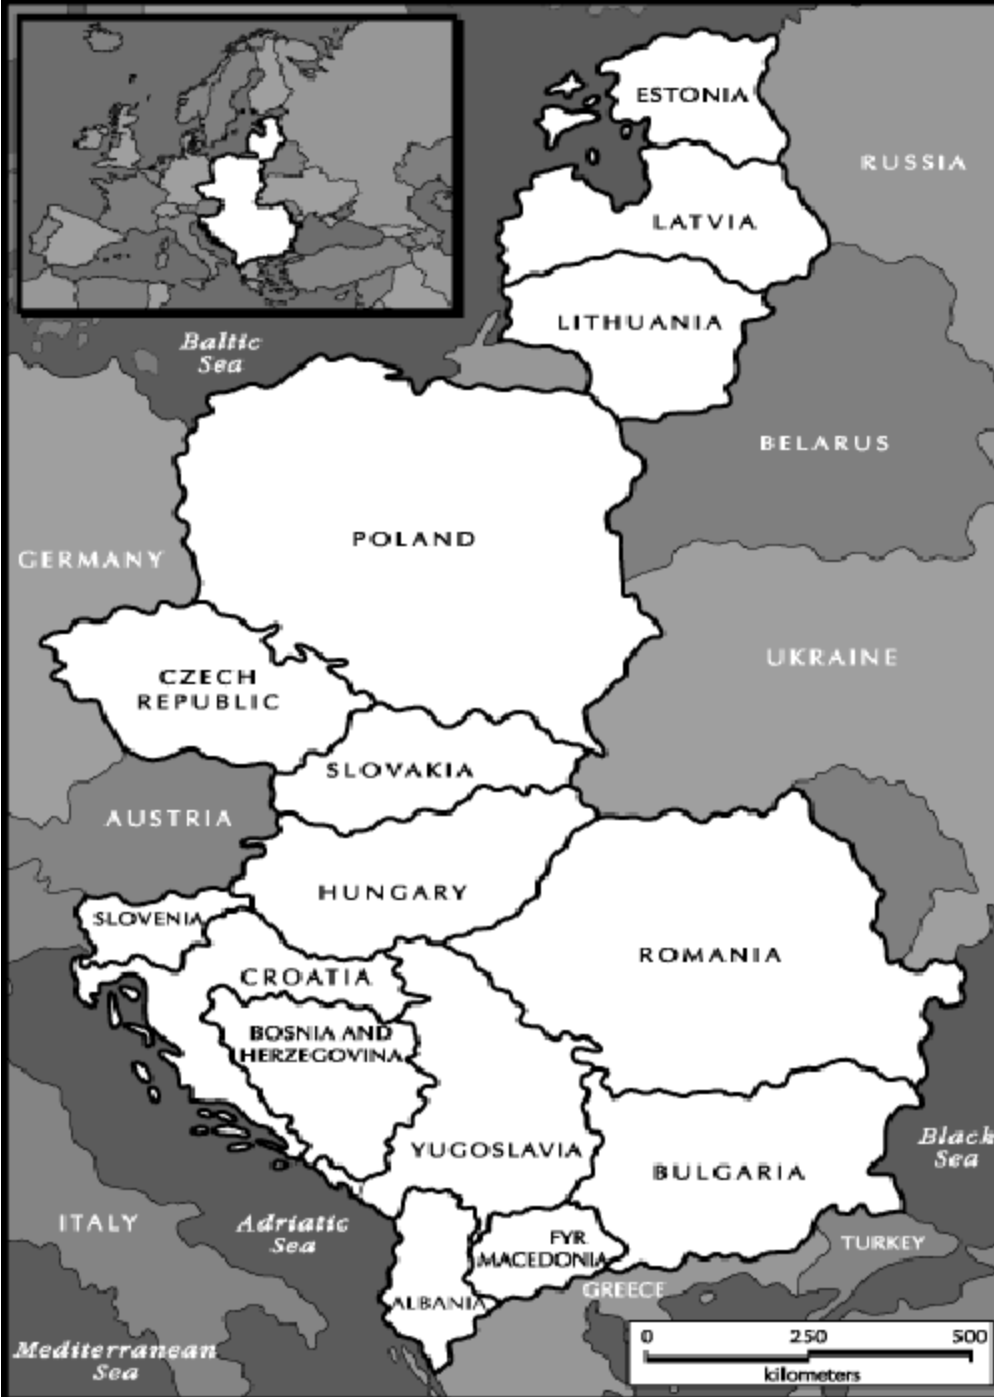 ESTONIA
RUSSIA
LATVIA
LITHUANIA
Baltic
Sea
BELARUS
POLAND
GERMANY
UKRAINE
CZECH
REPUBLIC
SLOVAKIA
AUSTRIA
HUNGARY
SLOVENIA
ROMANIA
CROATIA
BOSNIA AND
HERZEGOVINA
YUGOSLAVIA
Black
Sea
BULGARIA
ITALY
Adriatic
Sea
FYR
MACEDONIA
TURKEY
GREECE
ALBANIA
Mediterranean
Sea
0 250 500
kilometers